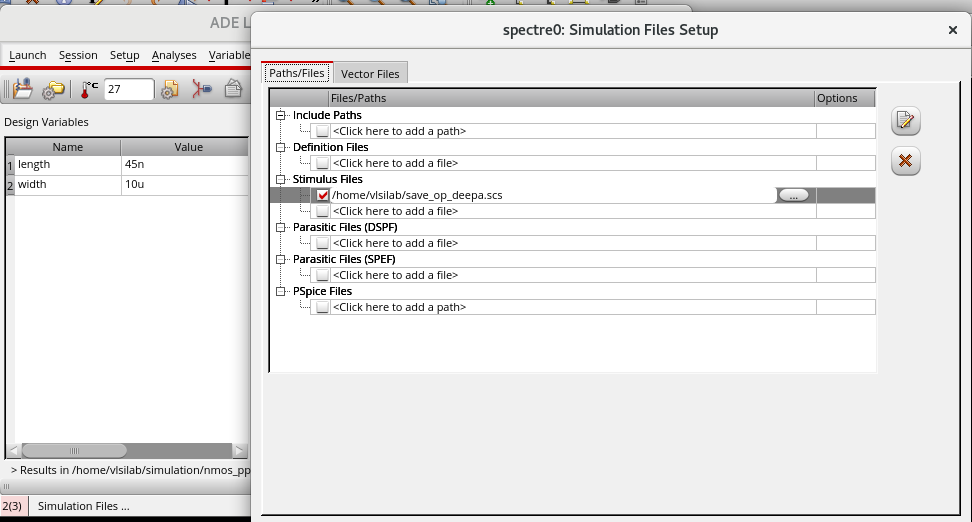 ADE L
spectre0: Simulation Files Setup
Launch Session Setup Analyses Variable
°C 27
Design Variables
Name Value
1 length 45n
2 width 10u
> Results in /home/vlsilab/simulation/nmos_pp
2(3) Simulation Files ...
Paths/Files Vector Files
Files/Paths Options
Include Paths
<Click here to add a path>
Definition Files
<Click here to add a file>
Stimulus Files
/home/vlsilab/save_op_deepa.scs ...
<Click here to add a file>
Parasitic Files (DSPF)
<Click here to add a file>
Parasitic Files (SPEF)
<Click here to add a file>
PSpice Files
<Click here to add a path>